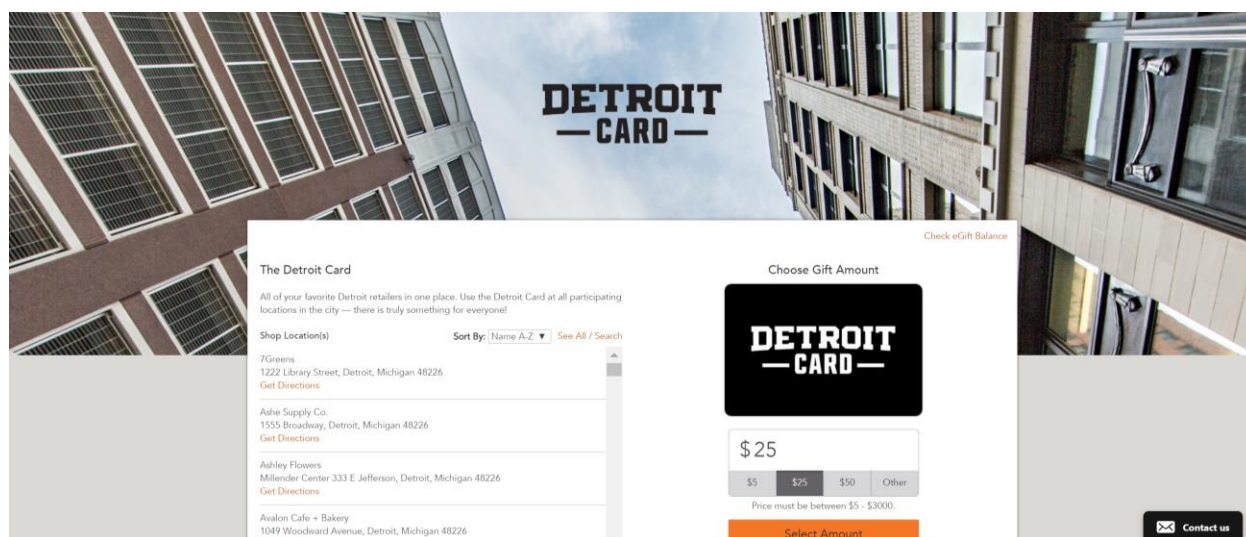 DETROIT
CARD
Check eGift Balance
The Detroit Card
All of your favorite Detroit retailers in one place. Use the Detroit Card at all participating
locations in the city — there is truly something for everyone!
Shop Location(s)
Sort By: Name A-Z ▼ See All / Search
7Greens
1222 Library Street, Detroit, Michigan 48226
Get Directions
Ashe Supply Co.
1555 Broadway, Detroit, Michigan 48226
Get Directions
Ashley Flowers
Millender Center 333 E Jefferson, Detroit, Michigan 48226
Get Directions
Avalon Cafe + Bakery
1049 Woodward Avenue, Detroit, Michigan 48226
Choose Gift Amount
DETROIT
CARD
$25
$5 $25 $50 Other
Price must be between $5 - $3000.
Select Amount
Contact us